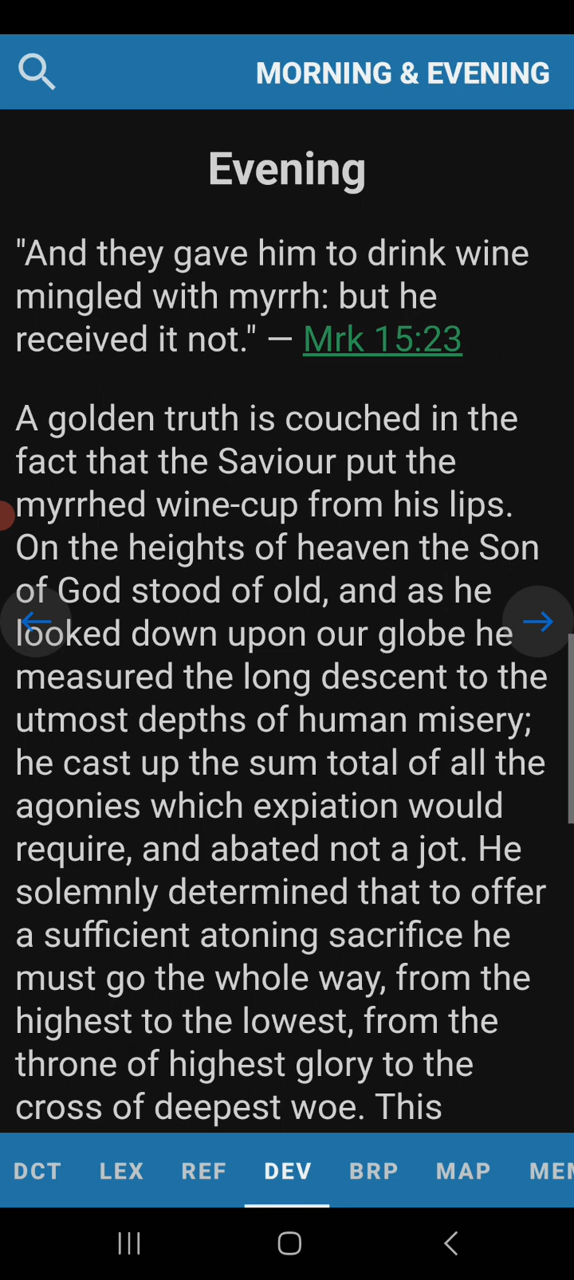 MORNING & EVENING
Evening
"And they gave him to drink wine
mingled with myrrh: but he
received it not." — Mrk 15:23
A golden truth is couched in the
fact that the Saviour put the
myrrhed wine-cup from his lips.
On the heights of heaven the Son
of God stood of old, and as he
looked down upon our globe he
measured the long descent to the
utmost depths of human misery;
he cast up the sum total of all the
agonies which expiation would
require, and abated not a jot. He
solemnly determined that to offer
a sufficient atoning sacrifice he
must go the whole way, from the
highest to the lowest, from the
throne of highest glory to the
cross of deepest woe. This
DCT LEX REF DEV BRP MAP